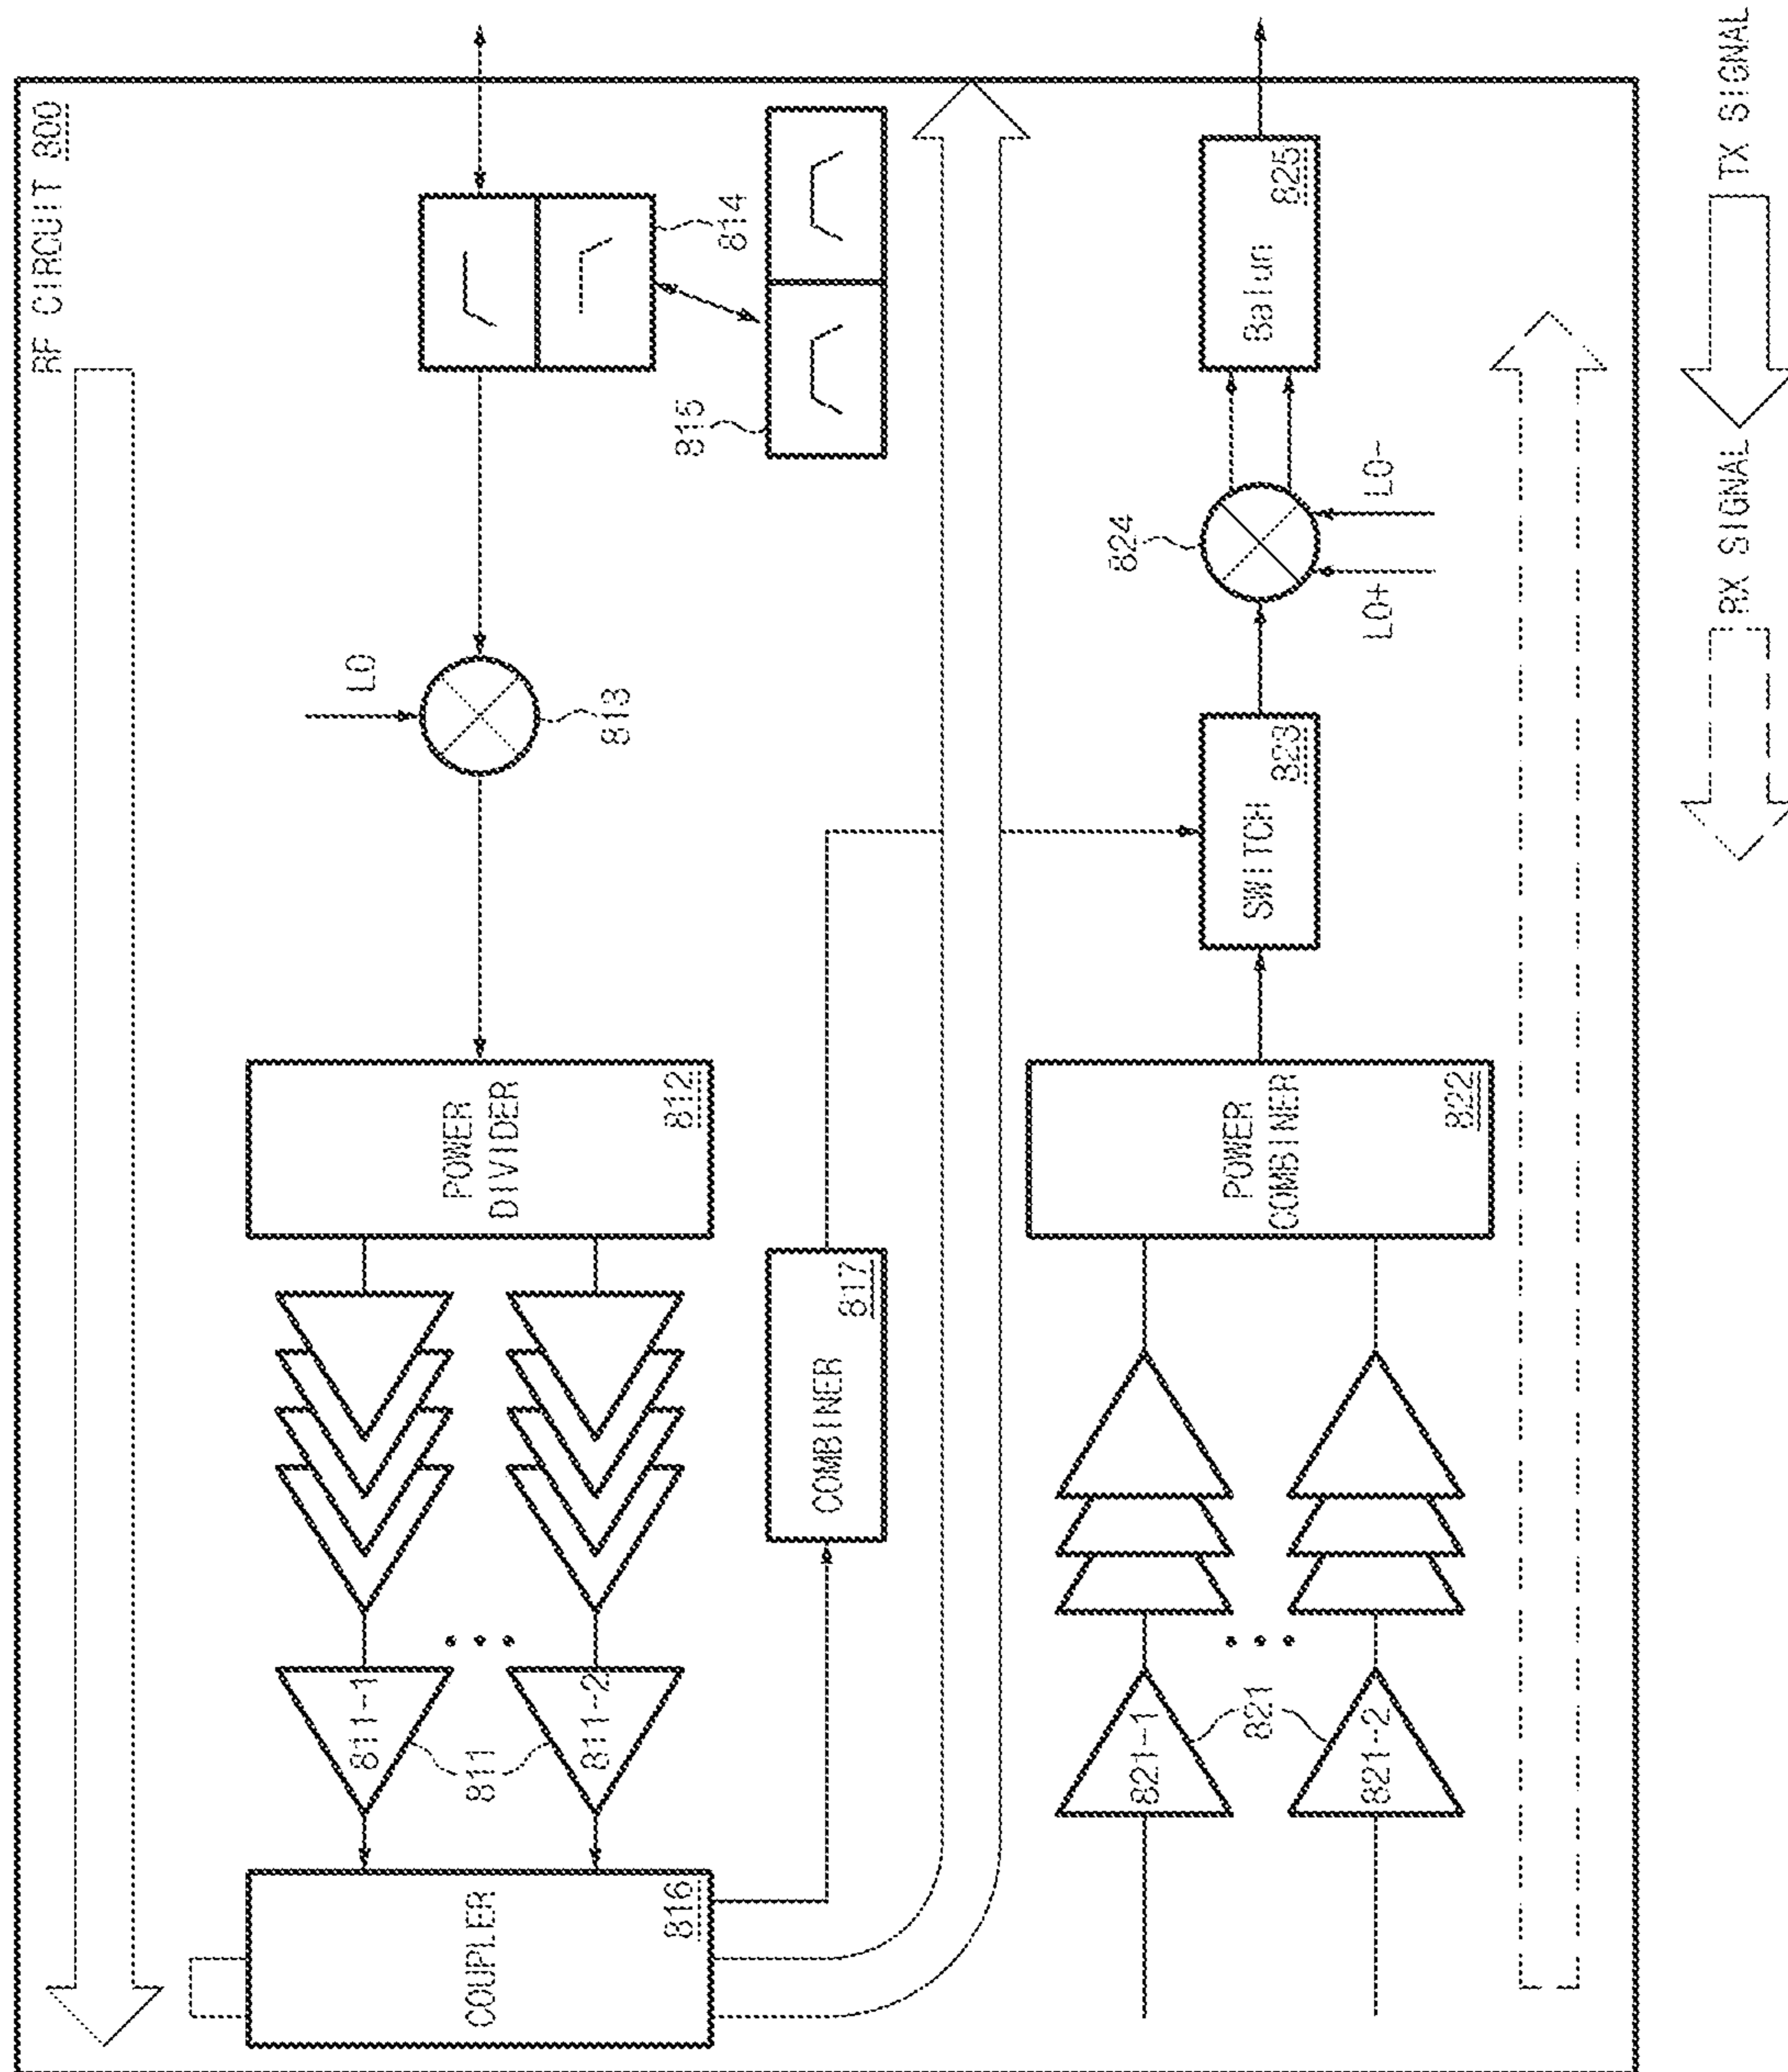 RF CIRCUIT 800
COUPLER
816
811-1
811-2
811
POWER
DIVIDER
812
LO
813
814
815
COMBINER
817
821-1
821-2
821
POWER
COMBINER
822
SWITCH
823
824
LO+
LO-
Balun
825
RX SIGNAL
TX SIGNAL